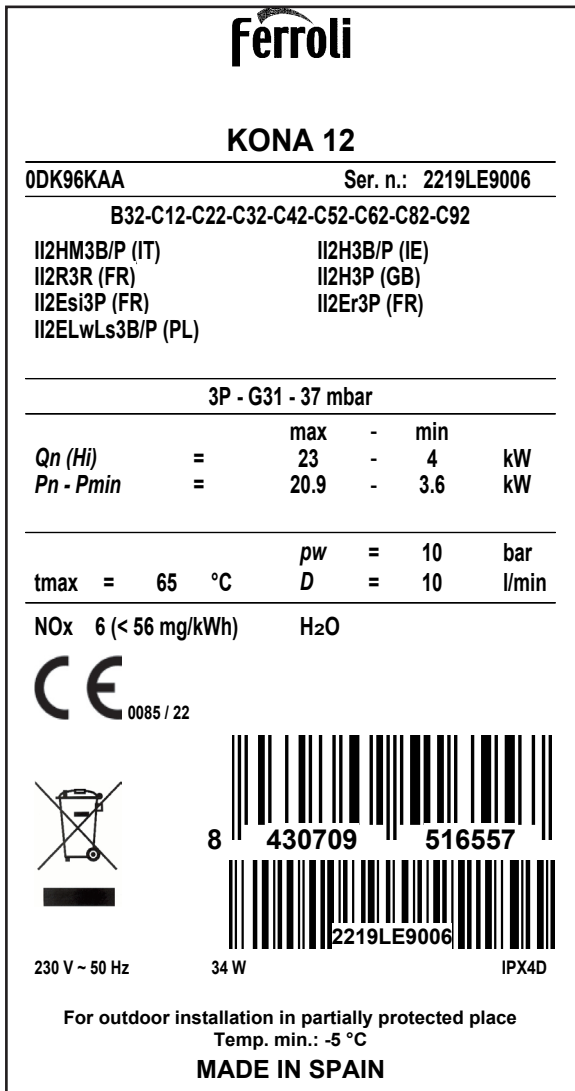 Ferroli
KONA 12
0DK96KAA Ser. n.: 2219LE9006
B32-C12-C22-C32-C42-C52-C62-C82-C92
II2HM3B/P (IT) II2H3B/P (IE)
II2R3R (FR) II2H3P (GB)
II2Esi3P (FR) II2Er3P (FR)
II2ELwLs3B/P (PL)
3P - G31 - 37 mbar
max - min
Qn (Hi) = 23 - 4 kW
Pn - Pmin = 20.9 - 3.6 kW
pw = 10 bar
tmax = 65 °C D = 10 l/min
NOx 6 (< 56 mg/kWh) H₂O
CE 0085 / 22
8 430709 516557
2219LE9006
230 V ~ 50 Hz 34 W IPX4D
For outdoor installation in partially protected place
Temp. min.: -5 °C
MADE IN SPAIN